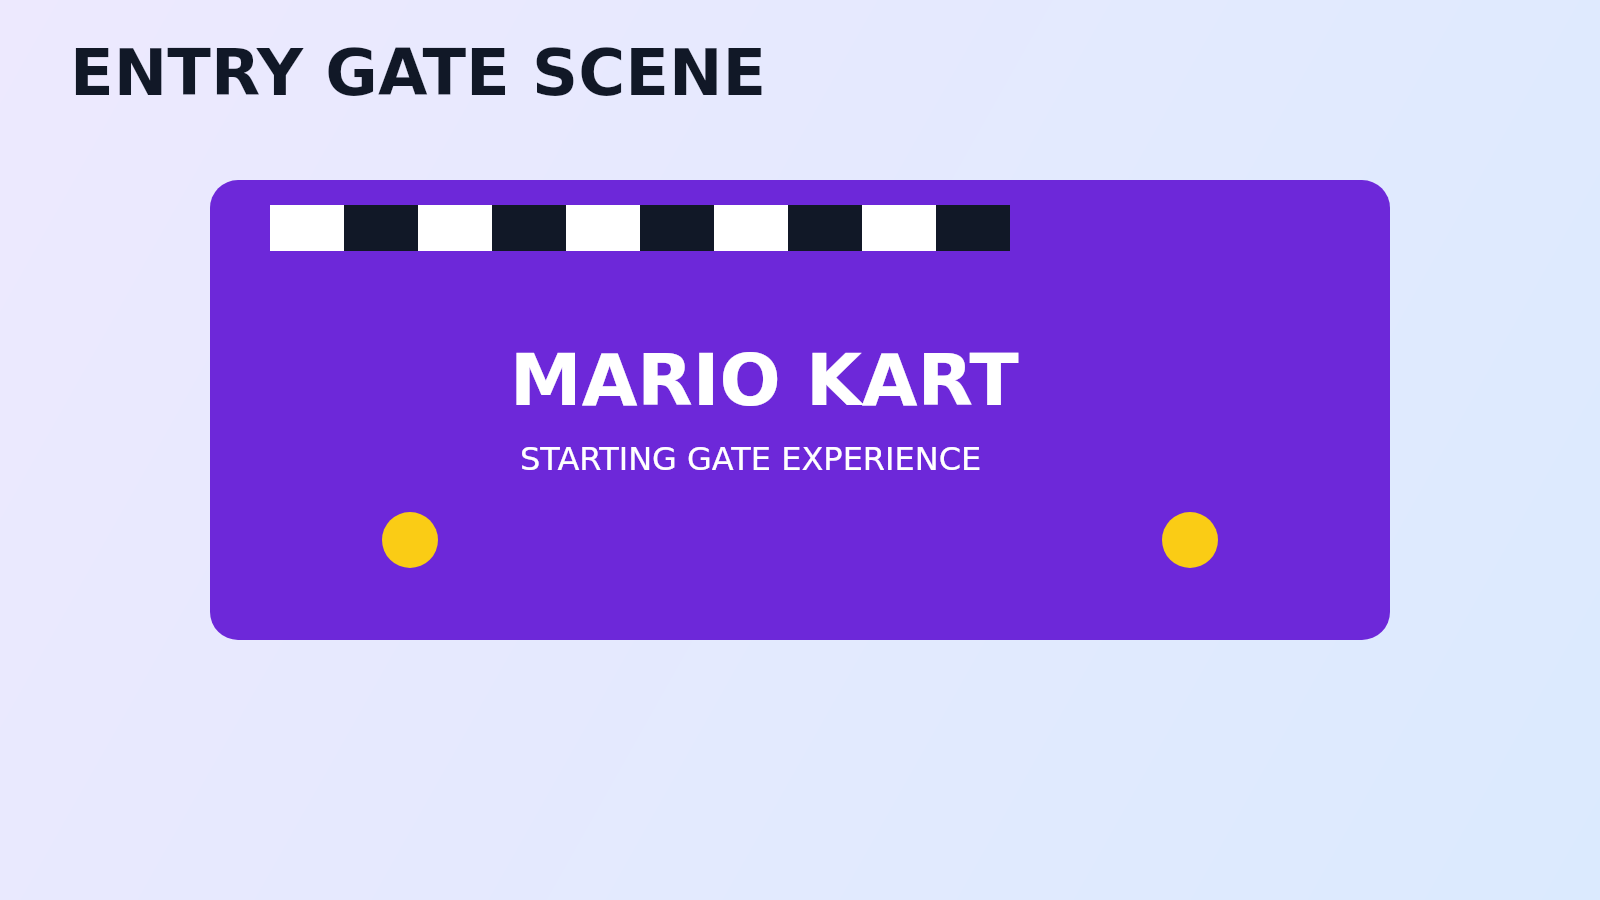 ENTRY GATE SCENE
MARIO KART
STARTING GATE EXPERIENCE